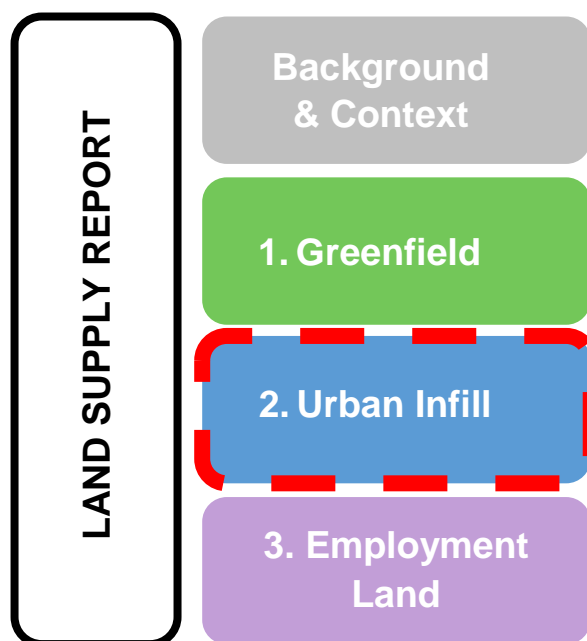 LAND SUPPLY REPORT
Background
& Context
1. Greenfield
2. Urban Infill
3. Employment
Land